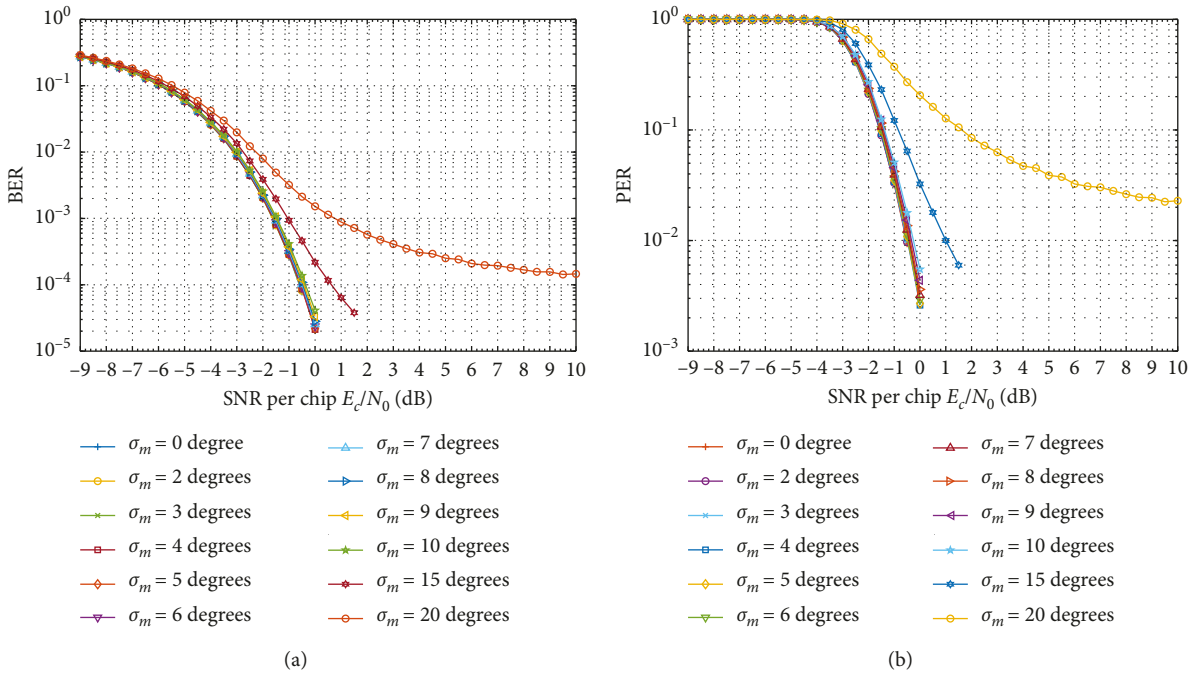 10⁰
10⁻¹
10⁻²
10⁻³
10⁻⁴
10⁻⁵
BER
−9 −8 −7 −6 −5 −4 −3 −2 −1 0 1 2 3 4 5 6 7 8 9 10
SNR per chip E_c/N_0 (dB)
σ_m = 0 degree
σ_m = 2 degrees
σ_m = 3 degrees
σ_m = 4 degrees
σ_m = 5 degrees
σ_m = 6 degrees
σ_m = 7 degrees
σ_m = 8 degrees
σ_m = 9 degrees
σ_m = 10 degrees
σ_m = 15 degrees
σ_m = 20 degrees
(a)
10⁰
10⁻¹
10⁻²
10⁻³
PER
−9 −8 −7 −6 −5 −4 −3 −2 −1 0 1 2 3 4 5 6 7 8 9 10
SNR per chip E_c/N_0 (dB)
σ_m = 0 degree
σ_m = 2 degrees
σ_m = 3 degrees
σ_m = 4 degrees
σ_m = 5 degrees
σ_m = 6 degrees
σ_m = 7 degrees
σ_m = 8 degrees
σ_m = 9 degrees
σ_m = 10 degrees
σ_m = 15 degrees
σ_m = 20 degrees
(b)